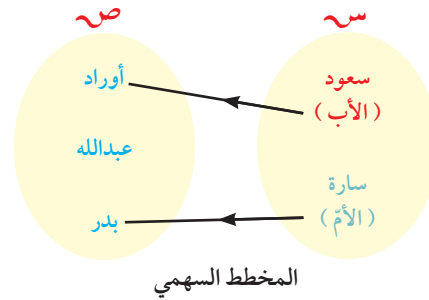 س
ص
سعود
(الأب)
سارة
(الأمّ)
أوراد
عبدالله
بدر
المخطط السهمي